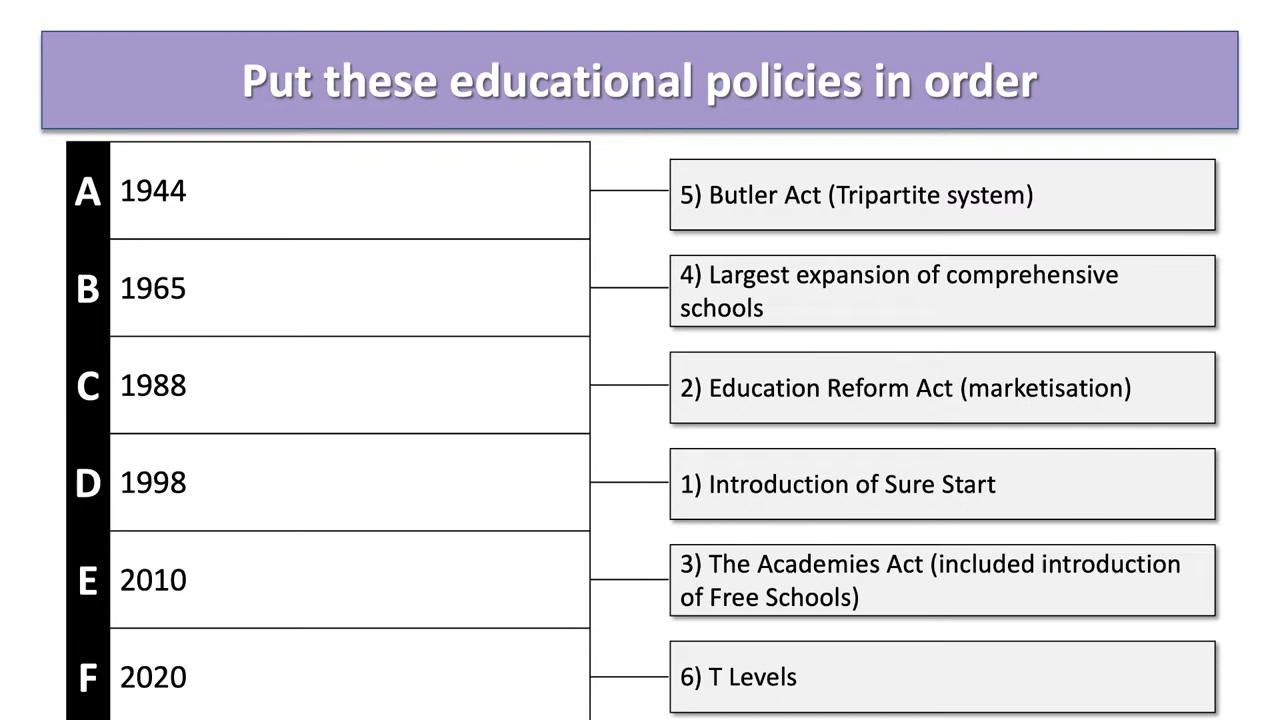 Put these educational policies in order
A 1944
5) Butler Act (Tripartite system)
B 1965
4) Largest expansion of comprehensive
schools
C 1988
2) Education Reform Act (marketisation)
D 1998
1) Introduction of Sure Start
E 2010
3) The Academies Act (included introduction
of Free Schools)
F 2020
6) T Levels